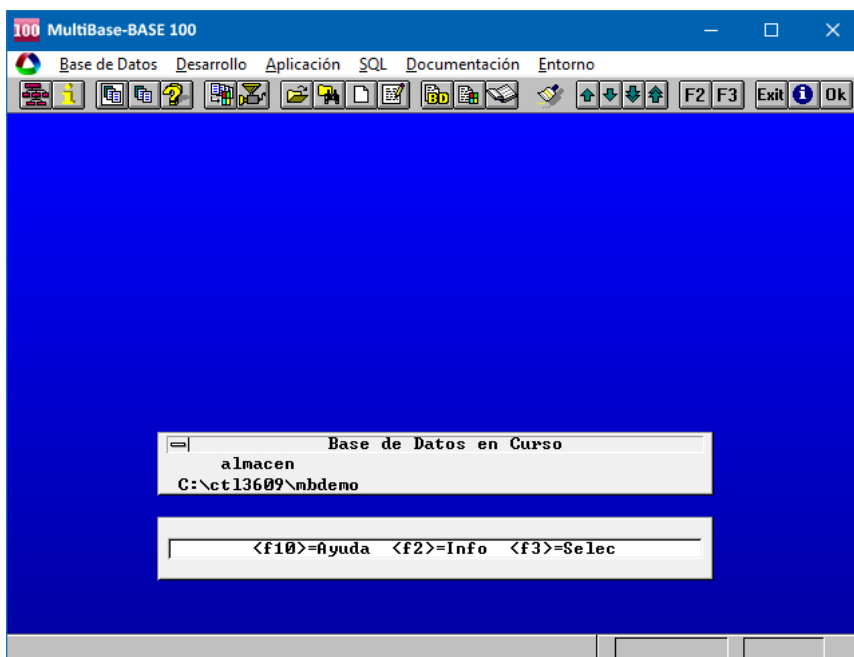 100 MultiBase-BASE 100
Base de Datos Desarrollo Aplicación SQL Documentación Entorno
i ? BD F2 F3 Exit i Ok
Base de Datos en Curso
almacen
C:\ctl3609\mbdemo
<f10>=Ayuda <f2>=Info <f3>=Selec